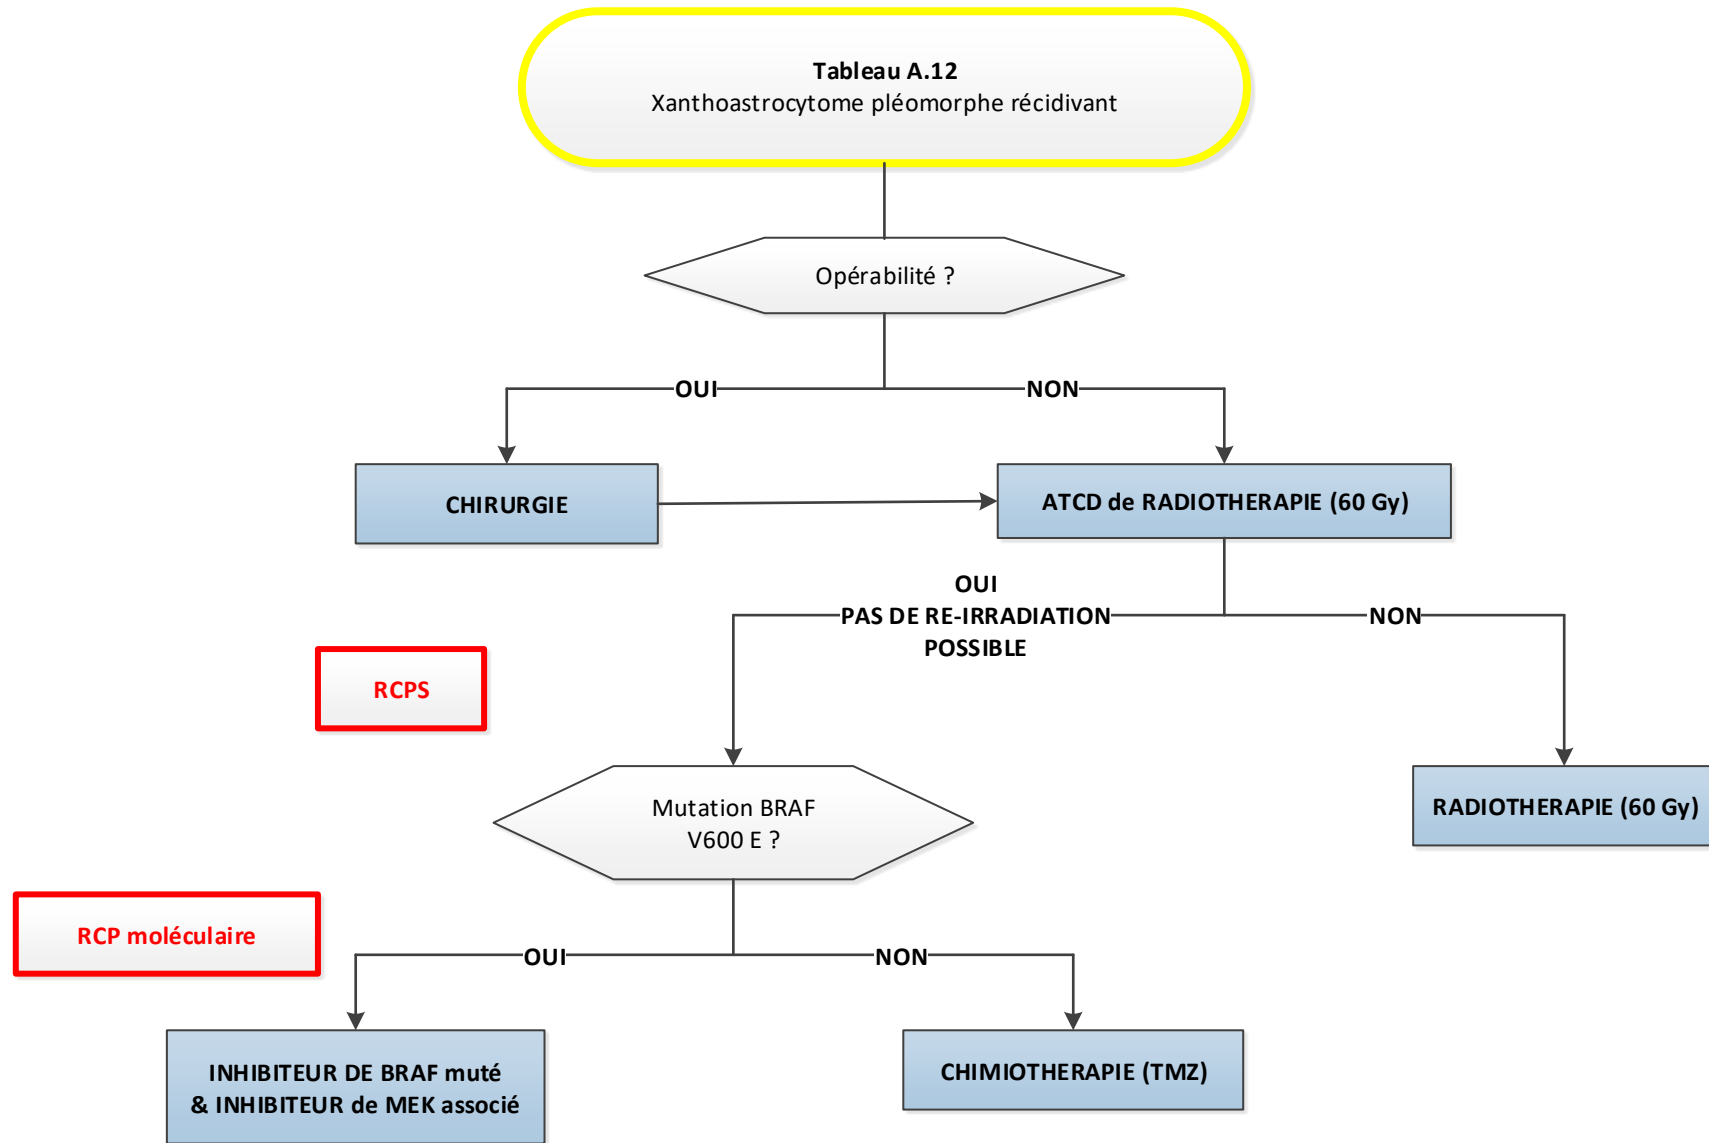 Tableau A.12
Xanthoastrocytome pléomorphe récidivant
Opérabilité ?
OUI
NON
CHIRURGIE
ATCD de RADIOTHERAPIE (60 Gy)
OUI
PAS DE RE-IRRADIATION
POSSIBLE
NON
RCPS
Mutation BRAF
V600 E ?
RADIOTHERAPIE (60 Gy)
RCP moléculaire
OUI
NON
INHIBITEUR DE BRAF muté
& INHIBITEUR de MEK associé
CHIMIOTHERAPIE (TMZ)